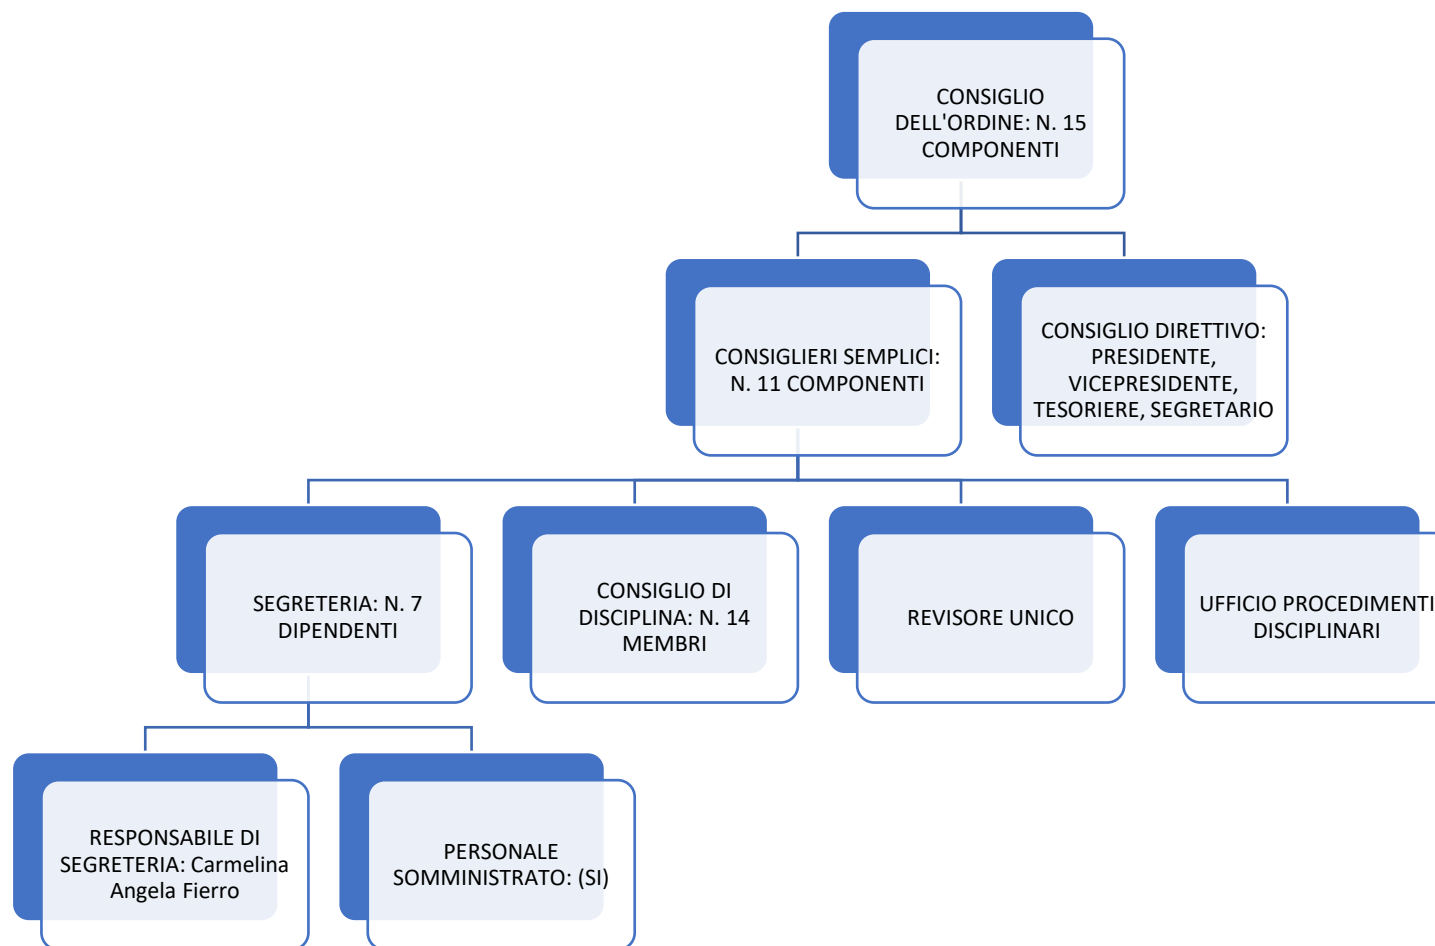 CONSIGLIO
DELL'ORDINE: N. 15
COMPONENTI
CONSIGLIERI SEMPLICI:
N. 11 COMPONENTI
CONSIGLIO DIRETTIVO:
PRESIDENTE,
VICEPRESIDENTE,
TESORIERE, SEGRETARIO
SEGRETERIA: N. 7
DIPENDENTI
CONSIGLIO DI
DISCIPLINA: N. 14
MEMBRI
REVISORE UNICO
UFFICIO PROCEDIMENTI
DISCIPLINARI
RESPONSABILE DI
SEGRETERIA: Carmelina
Angela Fierro
PERSONALE
SOMMINISTRATO: (SI)